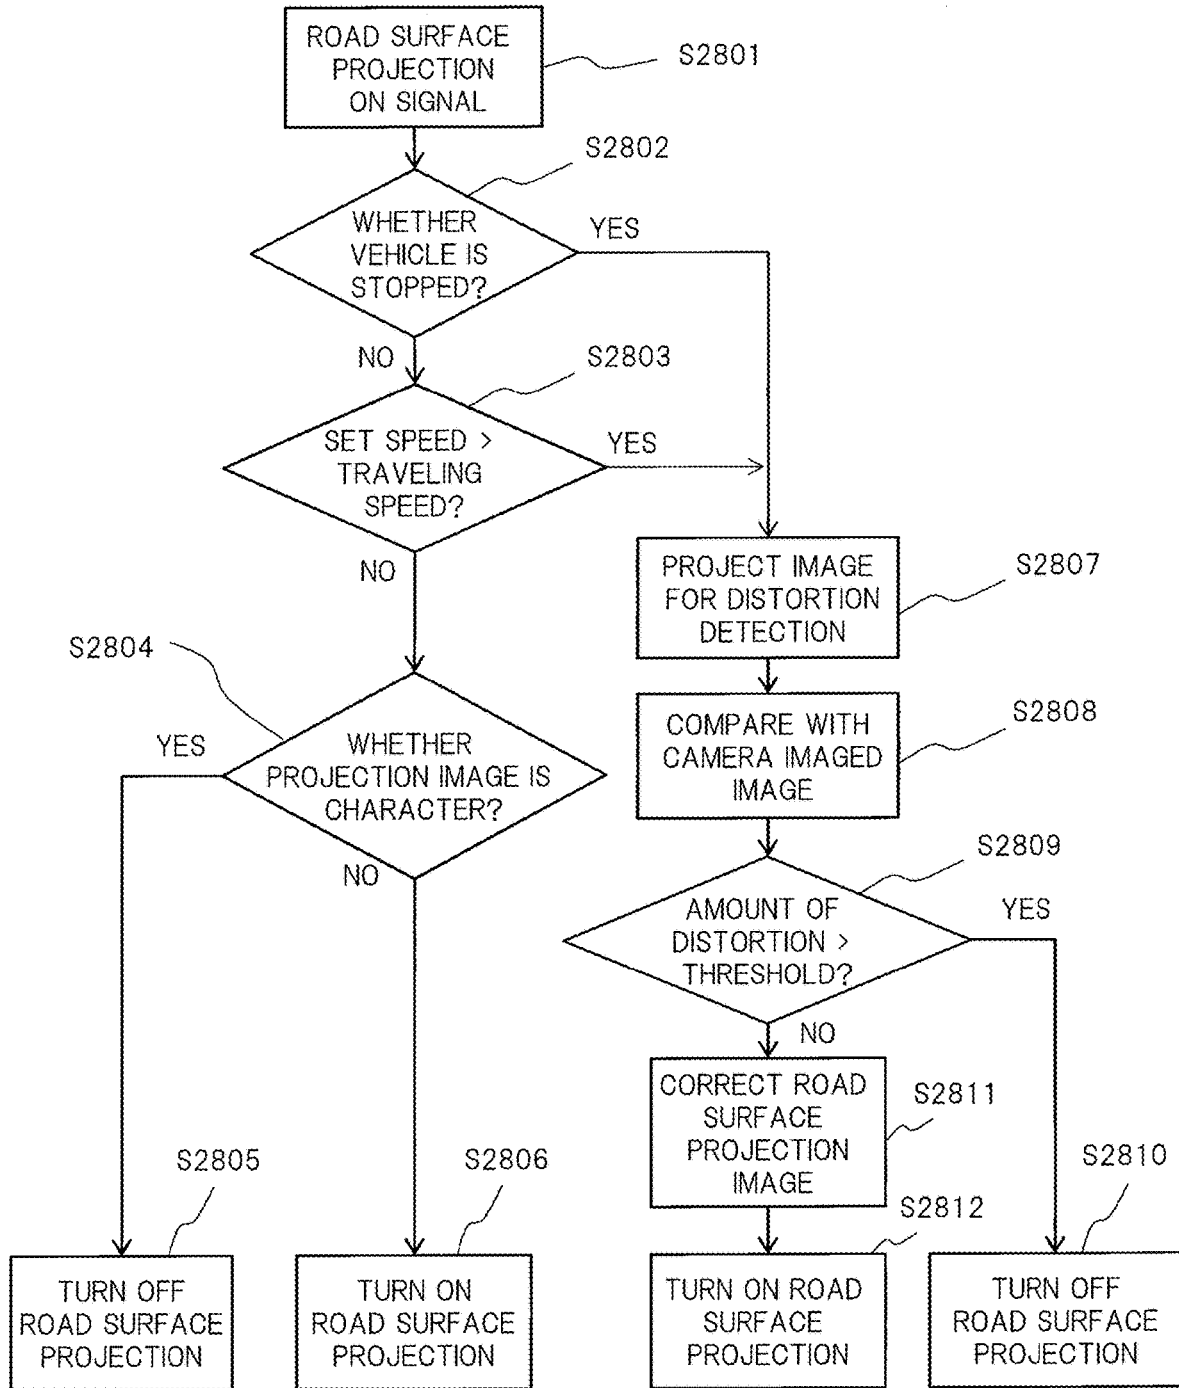 ROAD SURFACE
PROJECTION
ON SIGNAL
S2801
S2802
WHETHER
VEHICLE IS
STOPPED?
YES
NO
S2803
SET SPEED >
TRAVELING
SPEED?
YES
NO
S2804
WHETHER
PROJECTION IMAGE IS
CHARACTER?
YES
NO
S2805
TURN OFF
ROAD SURFACE
PROJECTION
S2806
TURN ON
ROAD SURFACE
PROJECTION
PROJECT IMAGE
FOR DISTORTION
DETECTION
S2807
COMPARE WITH
CAMERA IMAGED
IMAGE
S2808
S2809
AMOUNT OF
DISTORTION >
THRESHOLD?
YES
NO
CORRECT ROAD
SURFACE
PROJECTION
IMAGE
S2811
S2812
TURN ON ROAD
SURFACE
PROJECTION
S2810
TURN OFF
ROAD SURFACE
PROJECTION